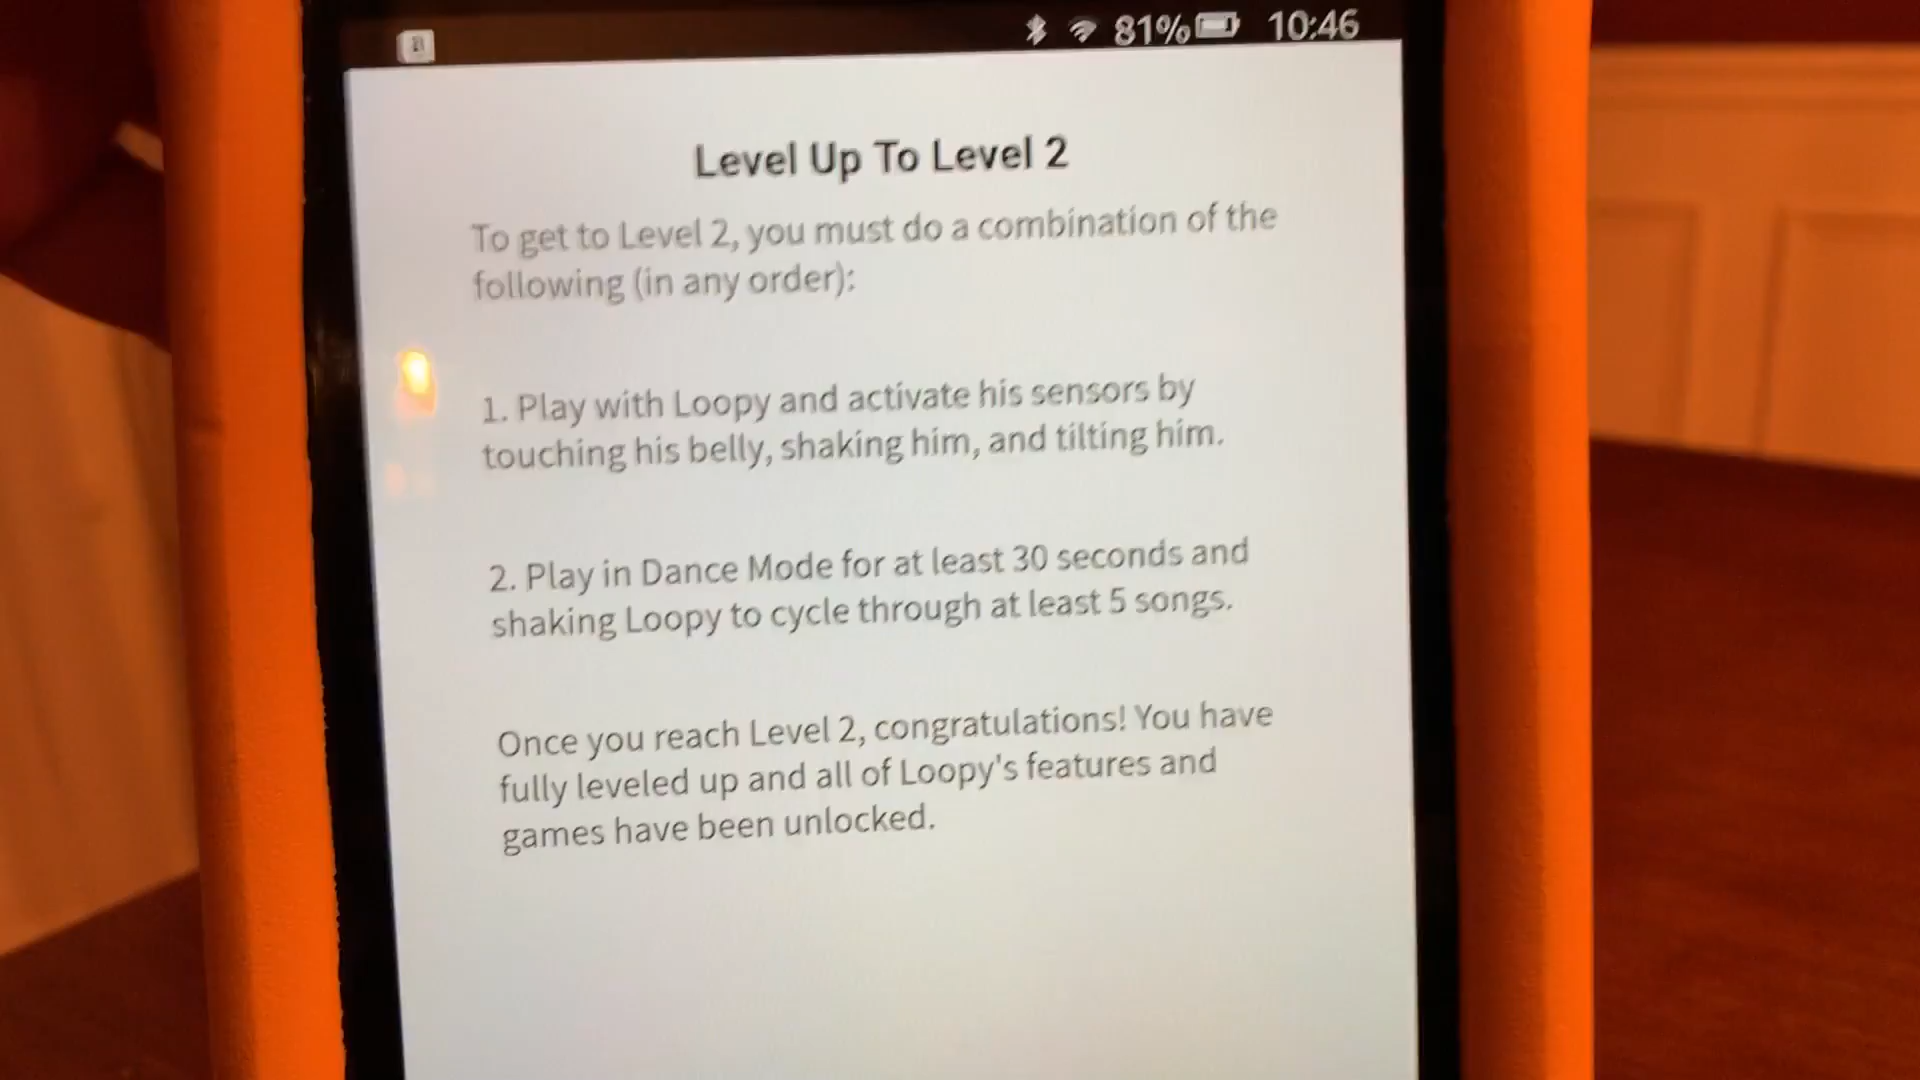 81% 10:46
Level Up To Level 2
To get to Level 2, you must do a combination of the
following (in any order):
1. Play with Loopy and activate his sensors by
touching his belly, shaking him, and tilting him.
2. Play in Dance Mode for at least 30 seconds and
shaking Loopy to cycle through at least 5 songs.
Once you reach Level 2, congratulations! You have
fully leveled up and all of Loopy's features and
games have been unlocked.